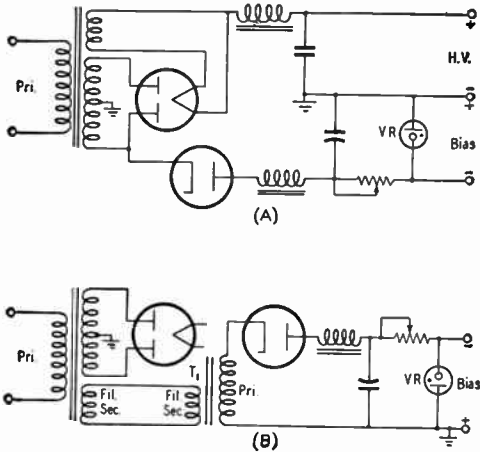 +
H.V.
Pri.
-
+
VR
Bias
-
(A)
Pri.
T1
Fil. Sec.
Fil. Sec.
Pri.
-
VR
Bias
+
(B)